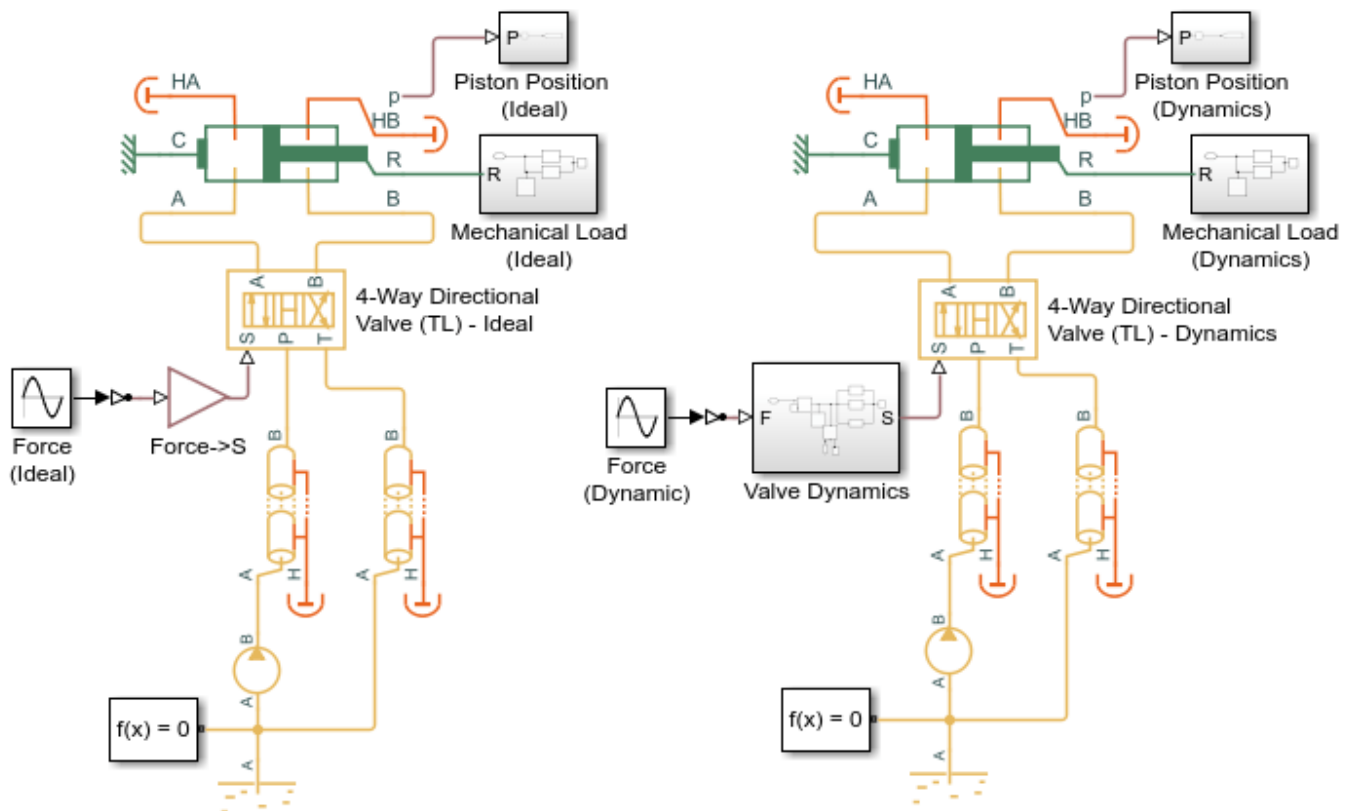 P
Piston Position
(Ideal)
HA
p
HB
C
R
R
A
B
Mechanical Load
(Ideal)
A
B
4-Way Directional
Valve (TL) - Ideal
S
P
T
Force
(Ideal)
Force->S
B
B
A
H
A
H
B
A
f(x) = 0
A
P
Piston Position
(Dynamics)
HA
p
HB
C
R
R
A
B
Mechanical Load
(Dynamics)
A
B
4-Way Directional
Valve (TL) - Dynamics
S
P
T
F
S
Force
(Dynamic)
Valve Dynamics
B
B
A
H
A
H
B
A
f(x) = 0
A